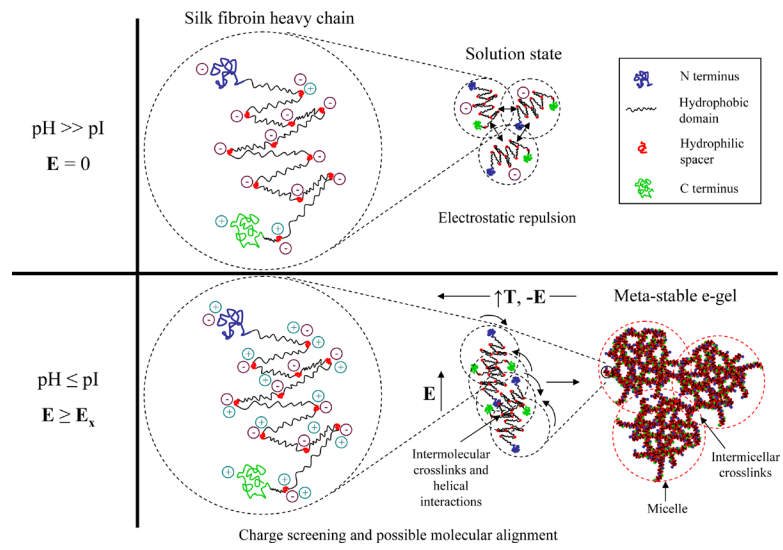 Silk fibroin heavy chain
Solution state
N terminus
Hydrophobic
domain
Hydrophilic
spacer
C terminus
pH >> pI
E = 0
Electrostatic repulsion
↑T, -E
Meta-stable e-gel
pH ≤ pI
E ≥ Eₓ
E
Intermolecular
crosslinks and
helical
interactions
Intermicellar
crosslinks
Micelle
Charge screening and possible molecular alignment